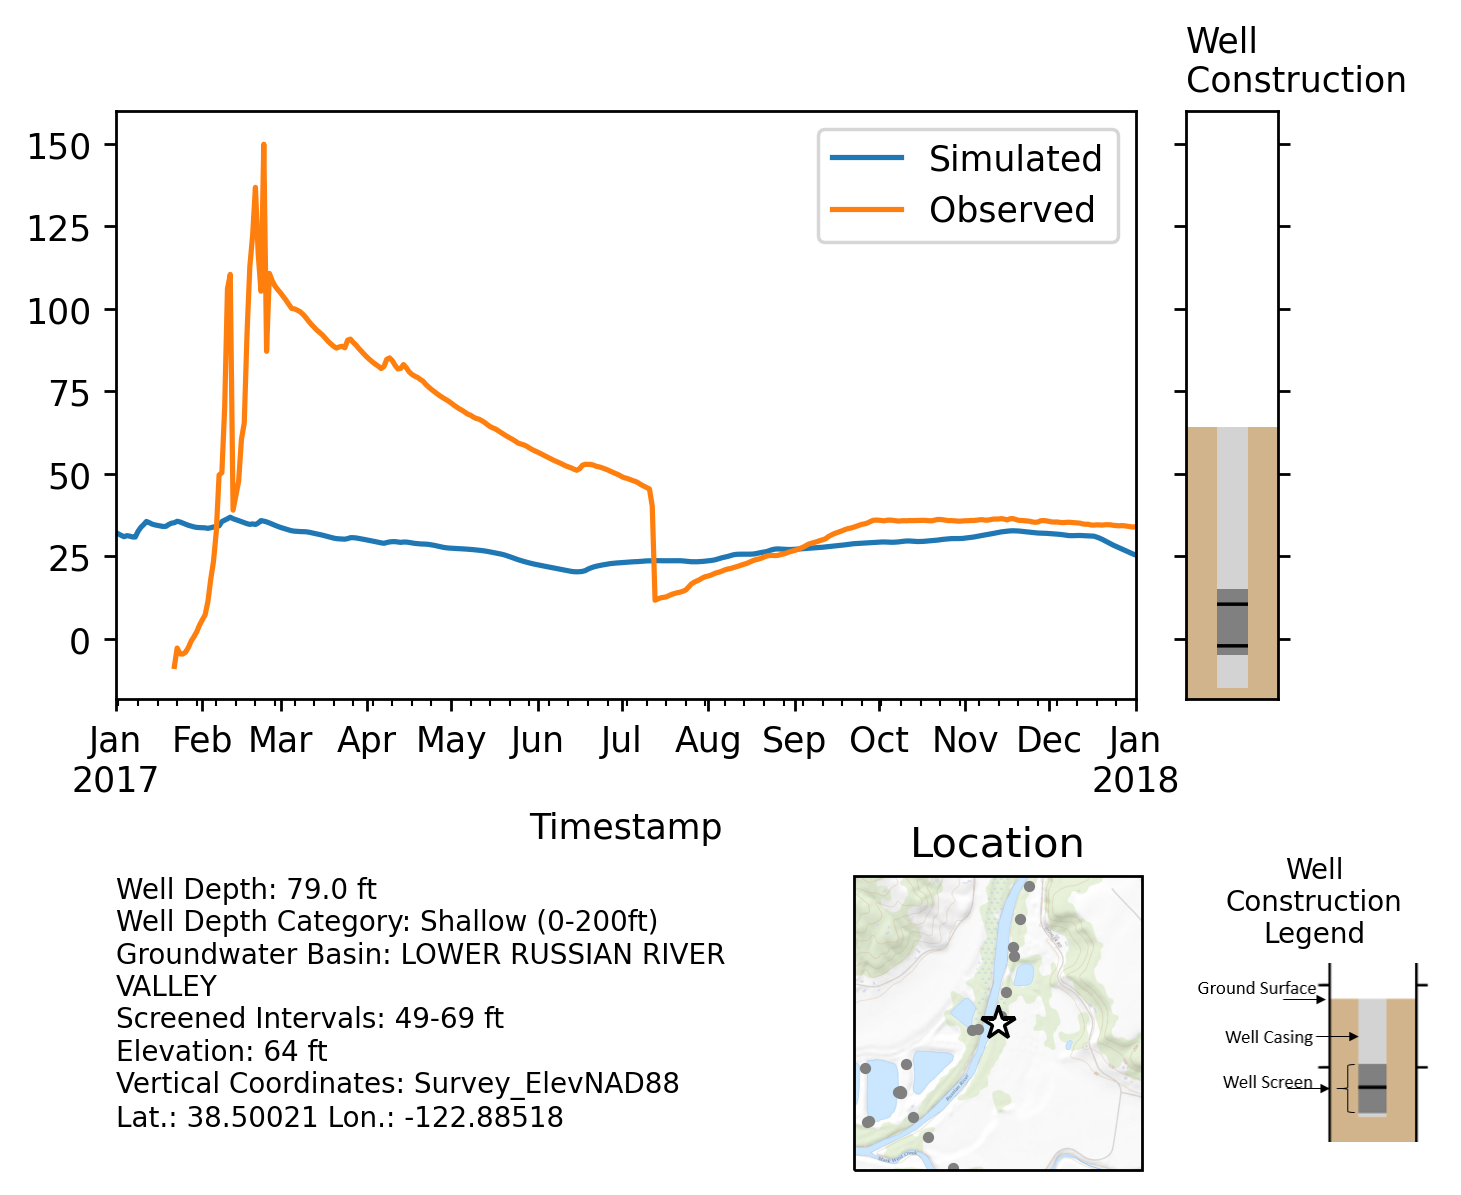 Well
Construction
150
125
100
75
50
25
0
Simulated
Observed
Jan
2017
Feb
Mar
Apr
May
Jun
Jul
Aug
Sep
Oct
Nov
Dec
Jan
2018
Timestamp
Well Depth: 79.0 ft
Well Depth Category: Shallow (0-200ft)
Groundwater Basin: LOWER RUSSIAN RIVER
VALLEY
Screened Intervals: 49-69 ft
Elevation: 64 ft
Vertical Coordinates: Survey_ElevNAD88
Lat.: 38.50021 Lon.: -122.88518
Location
Well
Construction
Legend
Ground Surface
Well Casing
Well Screen